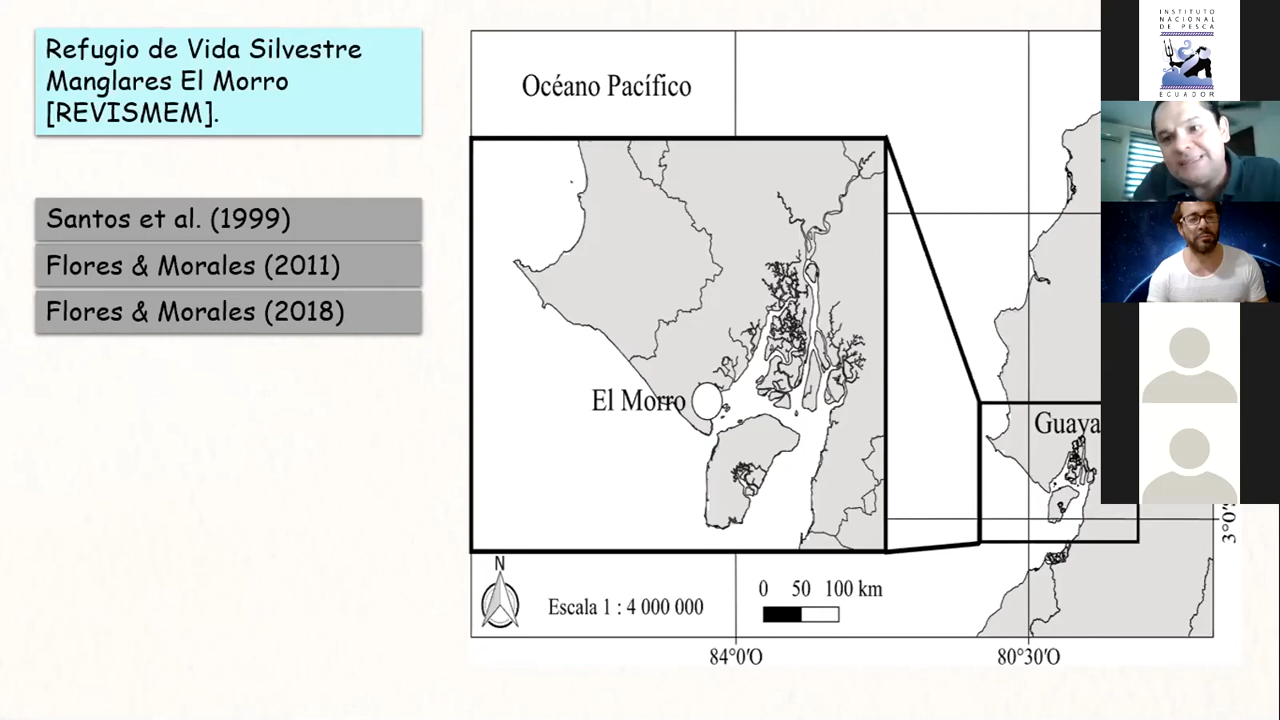 Refugio de Vida Silvestre
Manglares El Morro
[REVISMEM].
Santos et al. (1999)
Flores & Morales (2011)
Flores & Morales (2018)
Océano Pacífico
El Morro
Guaya
N
Escala 1 : 4 000 000
0 50 100 km
84°0'O
80°30'O
3°0'
INSTITUTO
NACIONAL
DE PESCA
ECUADOR